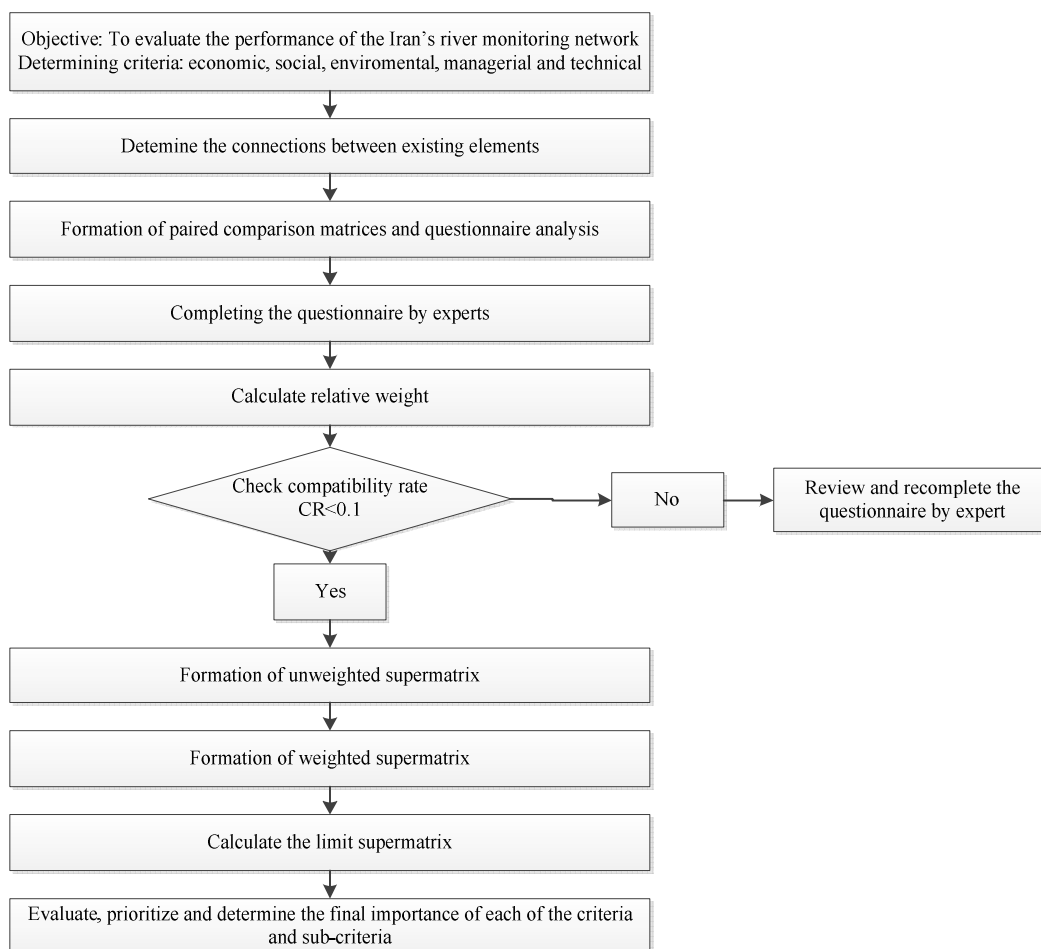 Objective: To evaluate the performance of the Iran's river monitoring network
Determining criteria: economic, social, enviromental, managerial and technical
Detemine the connections between existing elements
Formation of paired comparison matrices and questionnaire analysis
Completing the questionnaire by experts
Calculate relative weight
Check compatibility rate
CR<0.1
No
Review and recomplete the
questionnaire by expert
Yes
Formation of unweighted supermatrix
Formation of weighted supermatrix
Calculate the limit supermatrix
Evaluate, prioritize and determine the final importance of each of the criteria
and sub-criteria